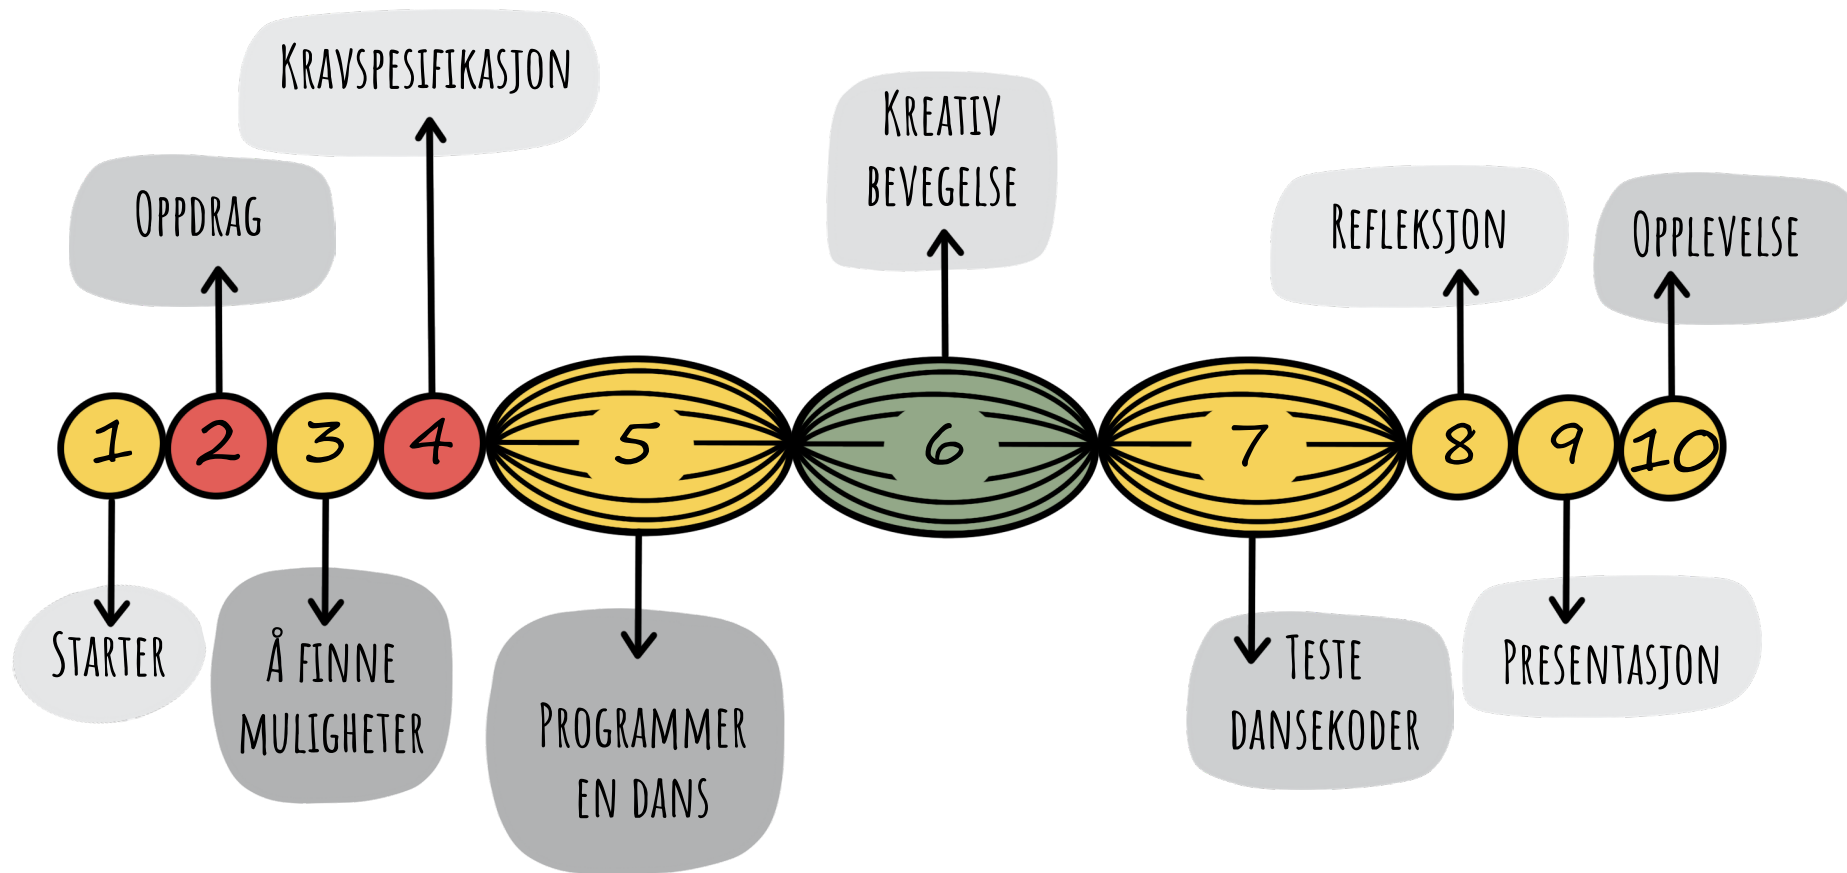 Kravspesifikasjon
Kreativ
bevegelse
Oppdrag
Refleksjon
Opplevelse
1
2
3
4
5
6
7
8
9
10
Starter
Å finne
muligheter
Programmer
en dans
Teste
dansekoder
Presentasjon